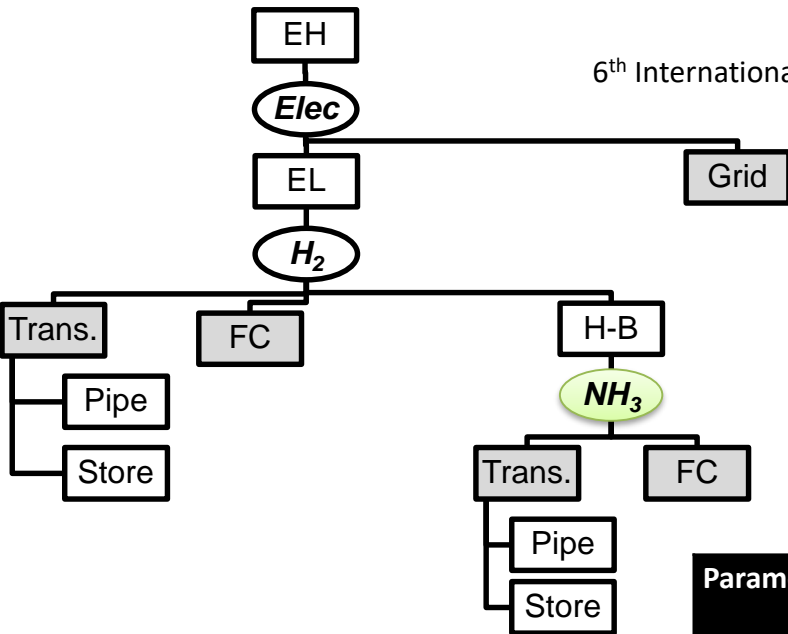 EH
6th Internationa
Elec
EL
Grid
H2
Trans.
FC
H-B
Pipe
NH3
Store
Trans.
FC
Pipe
Param
Store